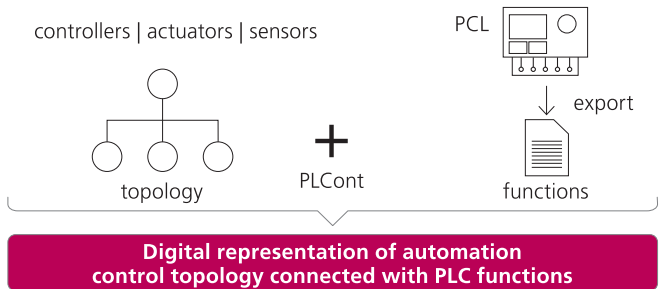 controllers | actuators | sensors
PCL
export
topology
PLCont
functions
Digital representation of automation
control topology connected with PLC functions